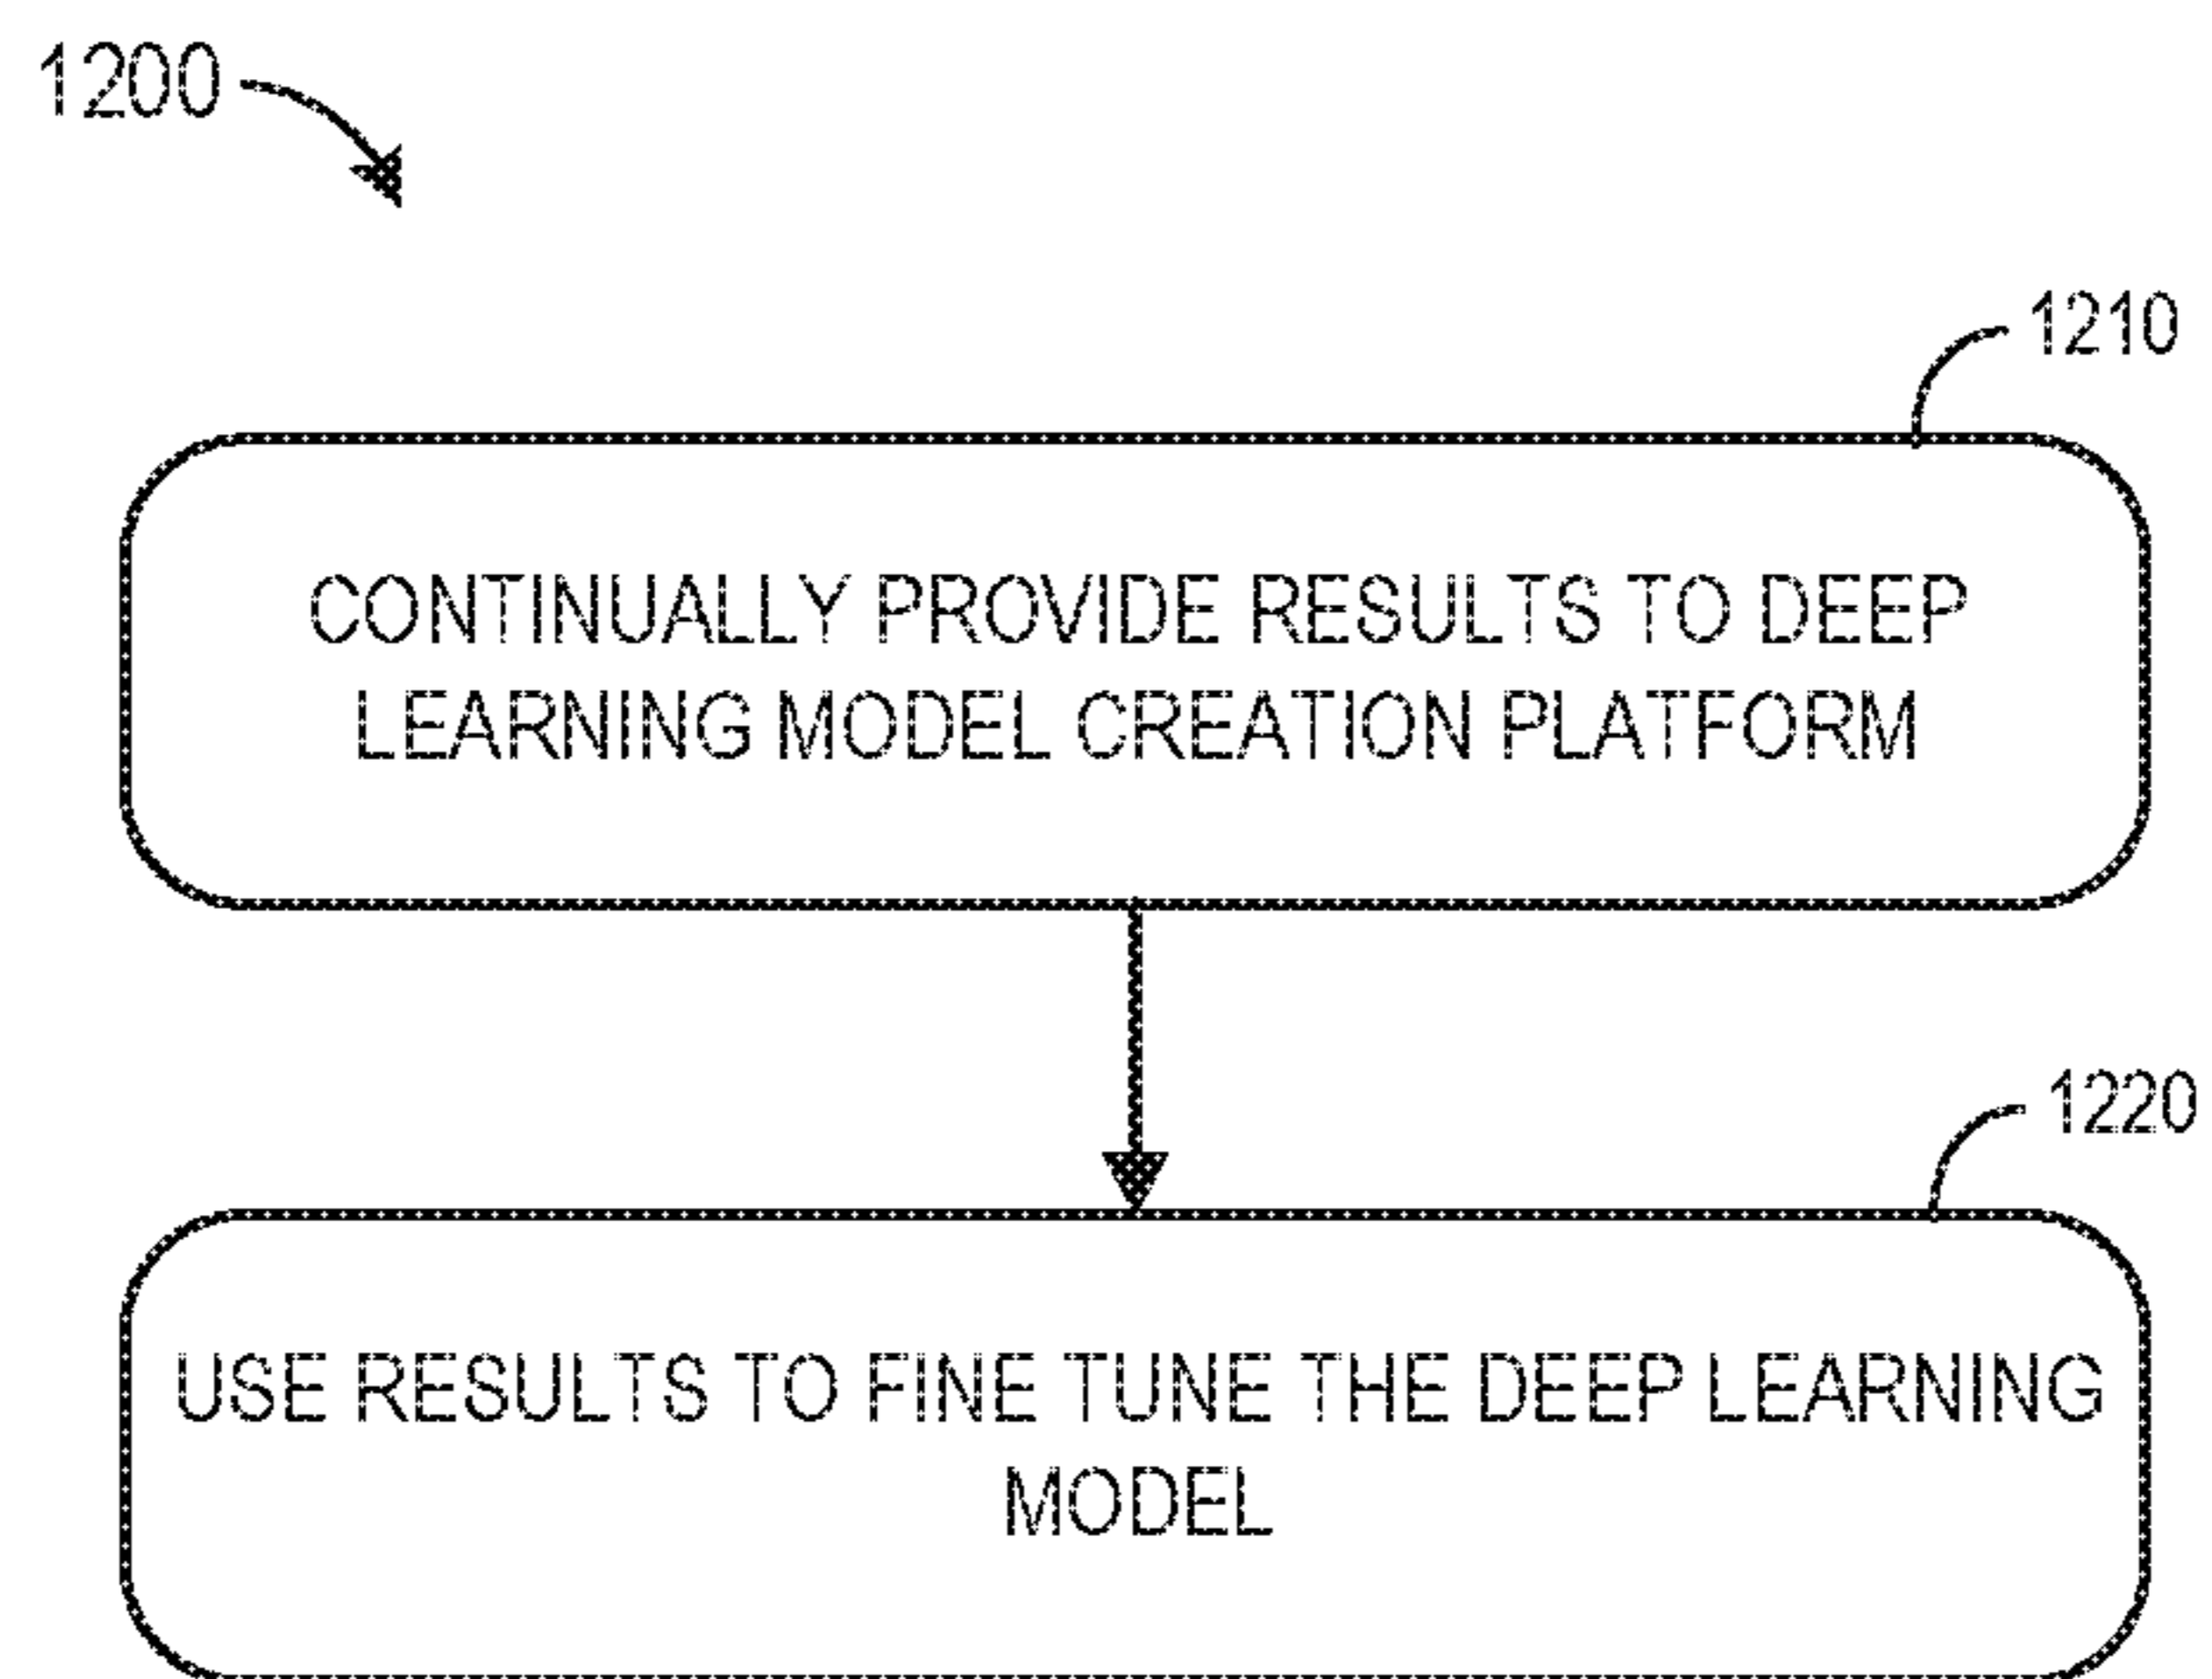 1200
1210
CONTINUALLY PROVIDE RESULTS TO DEEP
LEARNING MODEL CREATION PLATFORM
1220
USE RESULTS TO FINE TUNE THE DEEP LEARNING
MODEL